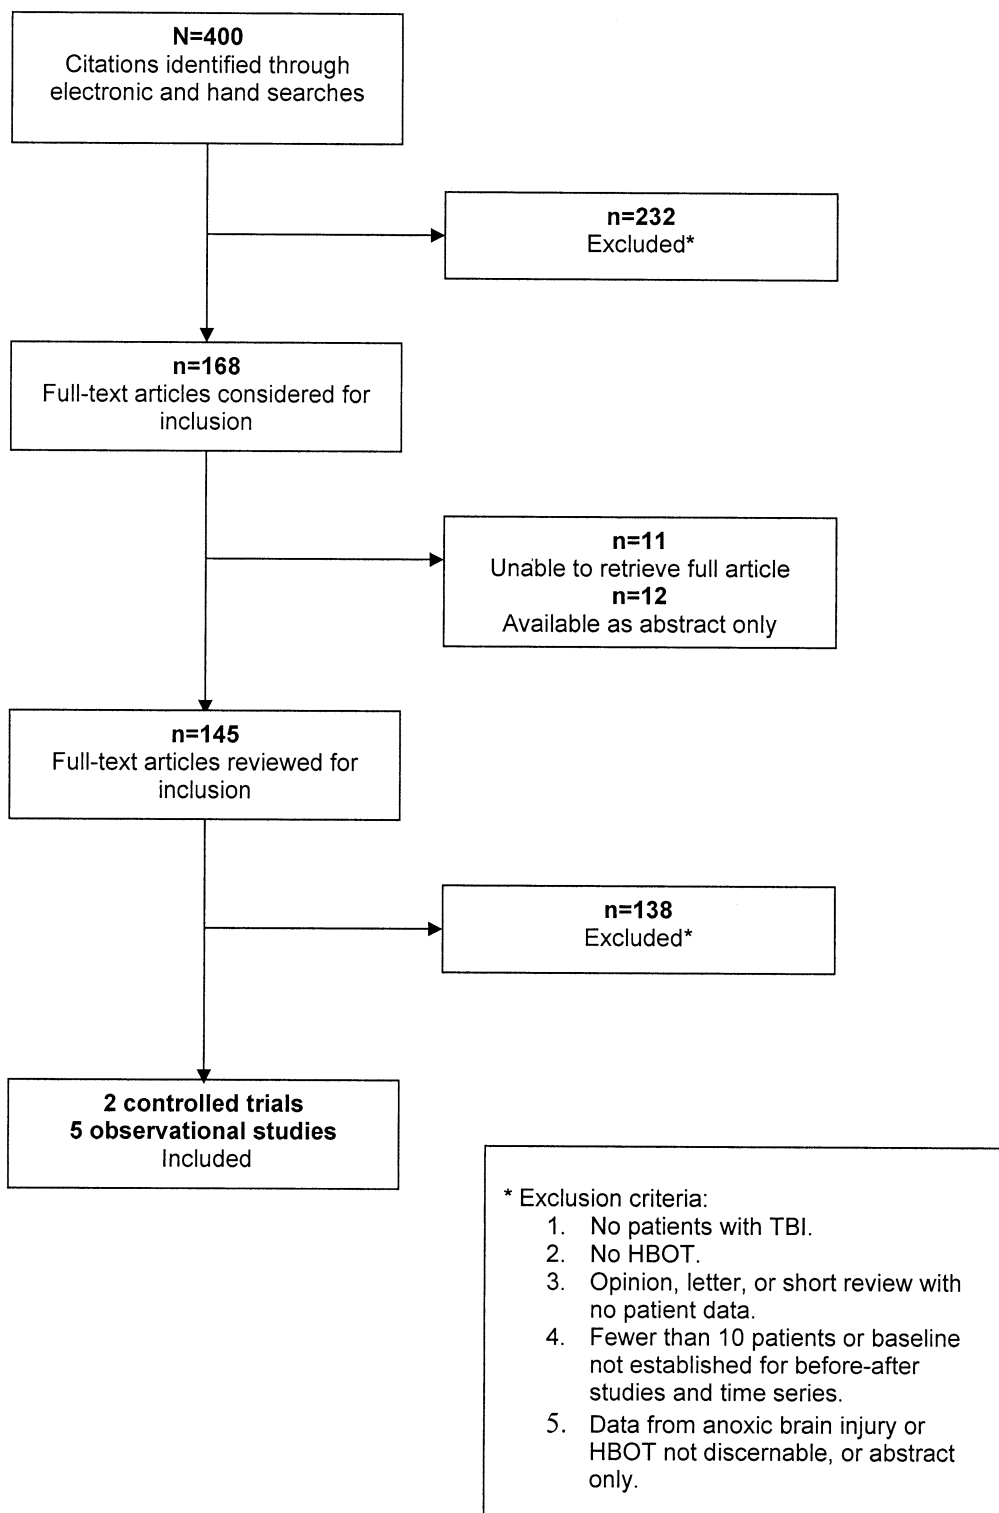 N=400
Citations identified through
electronic and hand searches
n=232
Excluded*
n=168
Full-text articles considered for
inclusion
n=11
Unable to retrieve full article
n=12
Available as abstract only
n=145
Full-text articles reviewed for
inclusion
n=138
Excluded*
2 controlled trials
5 observational studies
Included
* Exclusion criteria:
1. No patients with TBI.
2. No HBOT.
3. Opinion, letter, or short review with
no patient data.
4. Fewer than 10 patients or baseline
not established for before-after
studies and time series.
5. Data from anoxic brain injury or
HBOT not discernable, or abstract
only.